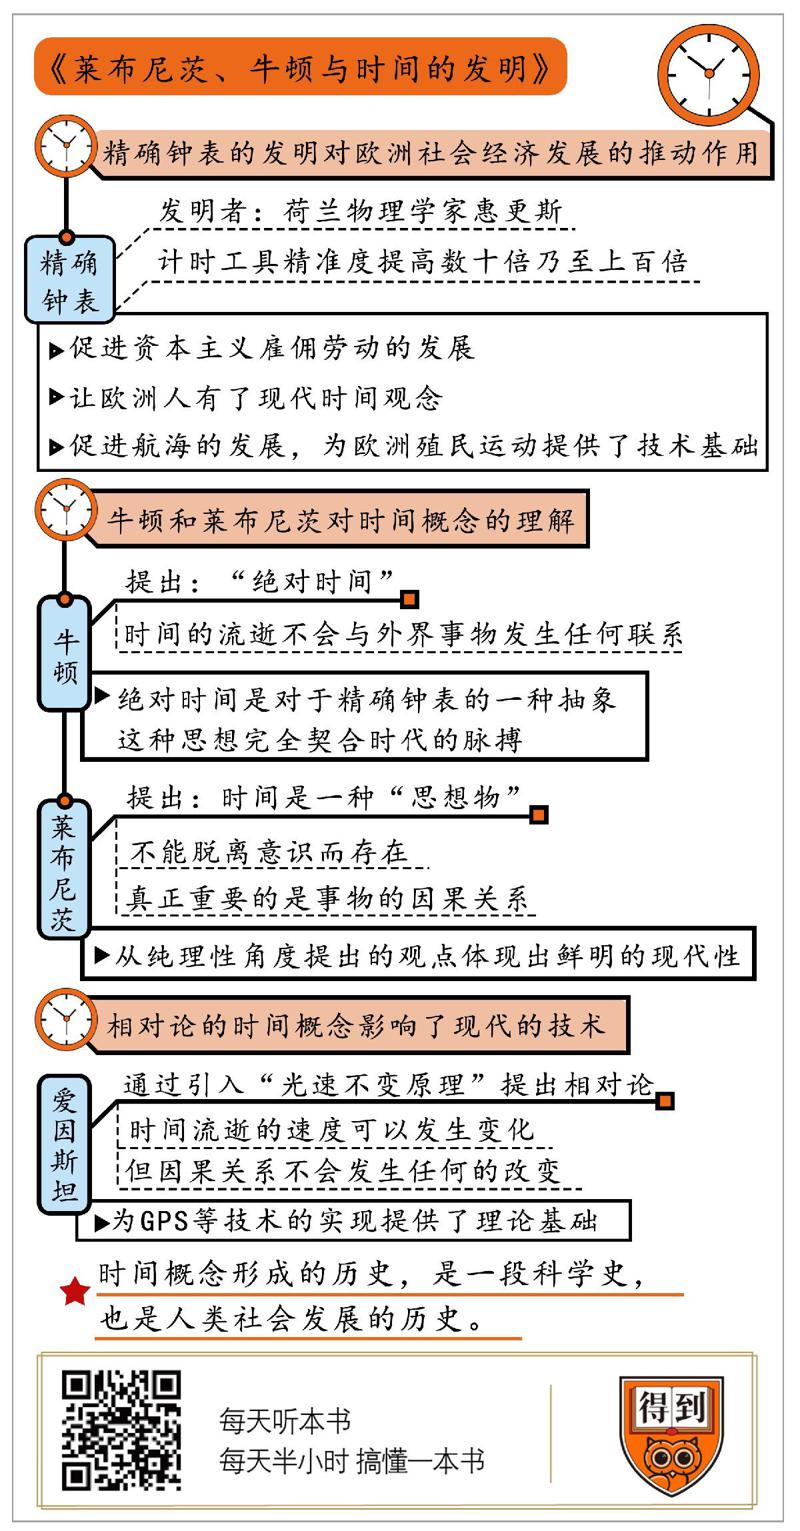 《莱布尼茨、牛顿与时间的发明》
精确钟表的发明对欧洲社会经济发展的推动作用
发明者：荷兰物理学家惠更斯
精确
钟表
计时工具精准度提高数十倍乃至上百倍
促进资本主义雇佣劳动的发展
让欧洲人有了现代时间观念
促进航海的发展，为欧洲殖民运动提供了技术基础
牛顿和莱布尼茨对时间概念的理解
提出：“绝对时间”
牛顿
时间的流逝不会与外界事物发生任何联系
绝对时间是对于精确钟表的一种抽象
这种思想完全契合时代的脉搏
提出：时间是一种“思想物”
莱布尼茨
不能脱离意识而存在
真正重要的是事物的因果关系
从纯理性角度提出的观点体现出鲜明的现代性
相对论的时间概念影响了现代的技术
通过引入“光速不变原理”提出相对论
爱因斯坦
时间流逝的速度可以发生变化
但因果关系不会发生任何的改变
为GPS等技术的实现提供了理论基础
时间概念形成的历史，是一段科学史，
也是人类社会发展的历史。
每天听本书
每天半小时 搞懂一本书
得到